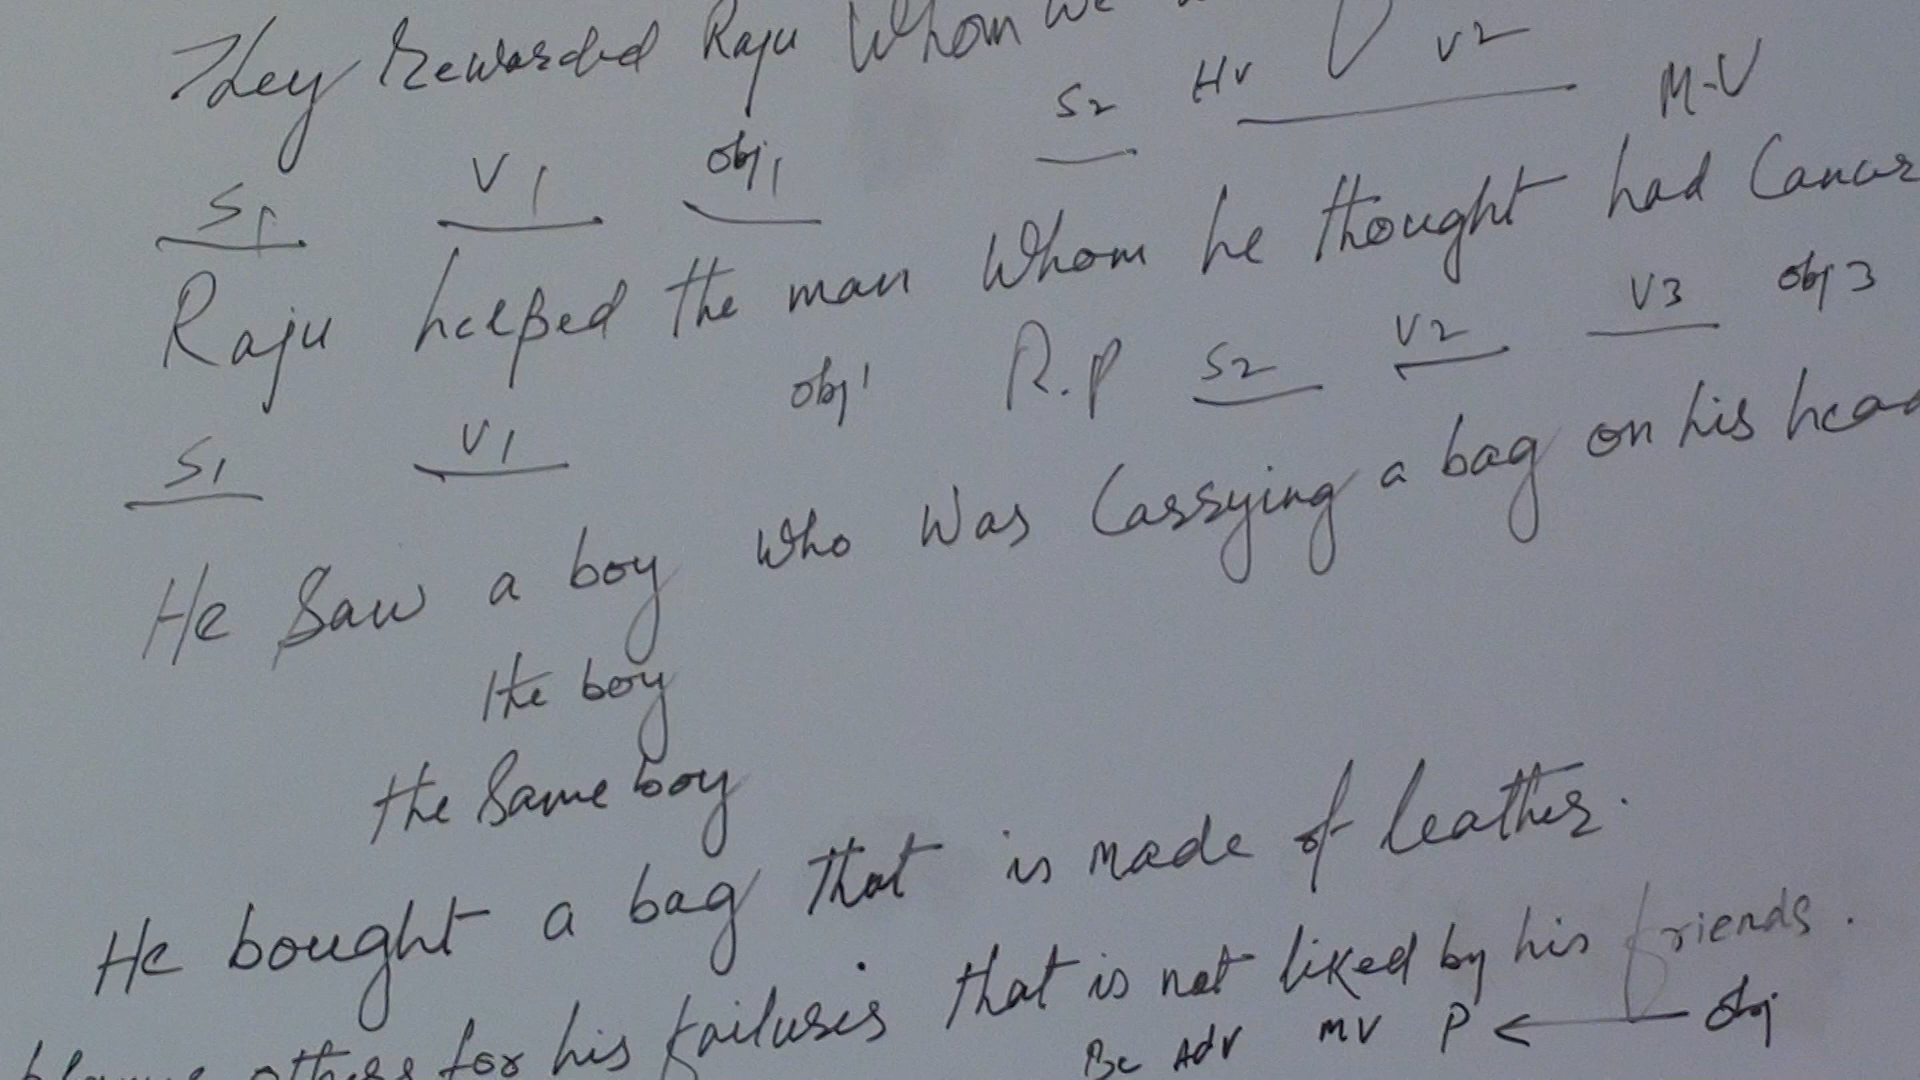 They rewarded Raju Whom we
S1 V1 obj1 S2 HV V2 M-V
Raju helped the man Whom he thought had Cancer
S1 V1 obj1 R.P S2 V2 V3 obj3
He Saw a boy who was Carrying a bag on his head
the boy
the Same boy
He bought a bag that is made of leather.
others for his failures that is not liked by his friends.
Be Adv MV P ← obj